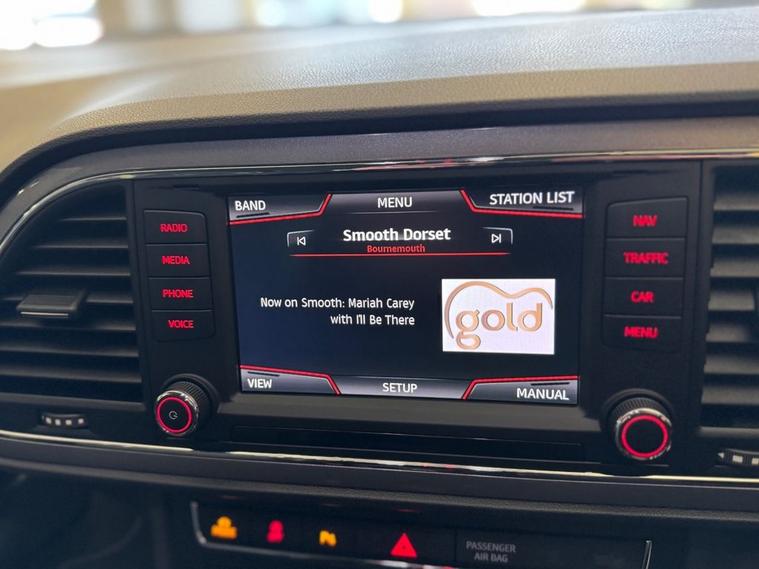 BAND
MENU
STATION LIST
Smooth Dorset
Bournemouth
Now on Smooth: Mariah Carey
with I'll Be There
gold
VIEW
SETUP
MANUAL
RADIO
MEDIA
PHONE
VOICE
NAV
TRAFFIC
CAR
MENU
PASSENGER
AIR BAG